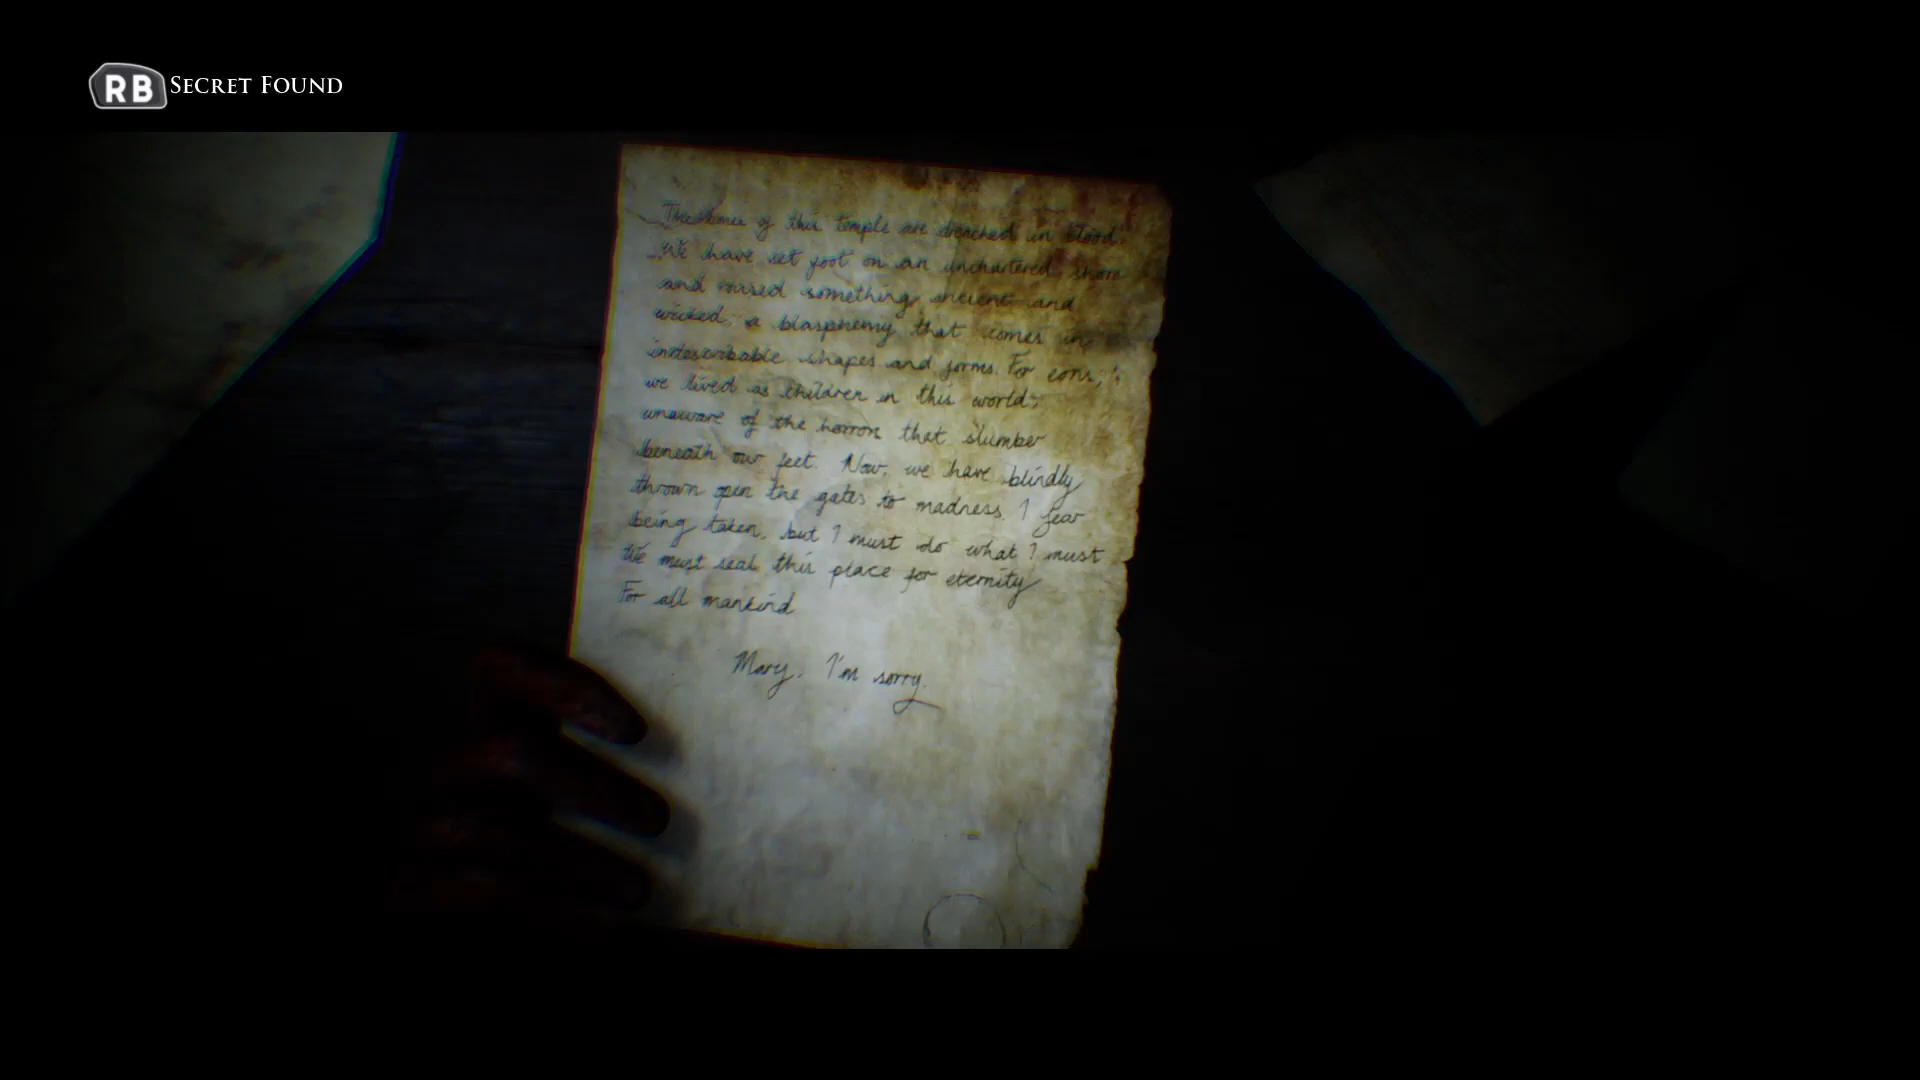 RB Secret Found
The stones of this temple are drenched in blood.
We have set foot on an unchartered shore
and roused something ancient and
wicked, a blasphemy that comes in
indescribable shapes and forms. For eons,
we lived as children in this world,
unaware of the horrors that slumber
beneath our feet. Now, we have blindly
thrown open the gates to madness. I fear
being taken, but I must do what I must
We must seal this place for eternity
For all mankind
Mary, I'm sorry.